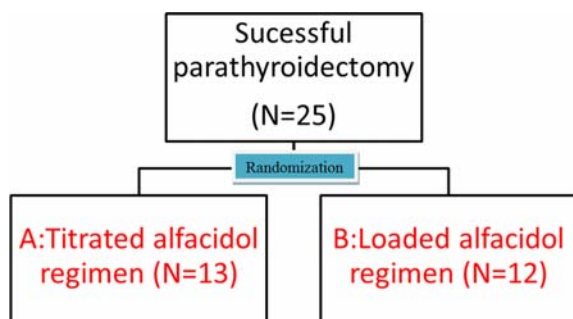 Sucessful
parathyroidectomy
(N=25)
Randomization
A:Titrated alfacidol
regimen (N=13)
B:Loaded alfacidol
regimen (N=12)